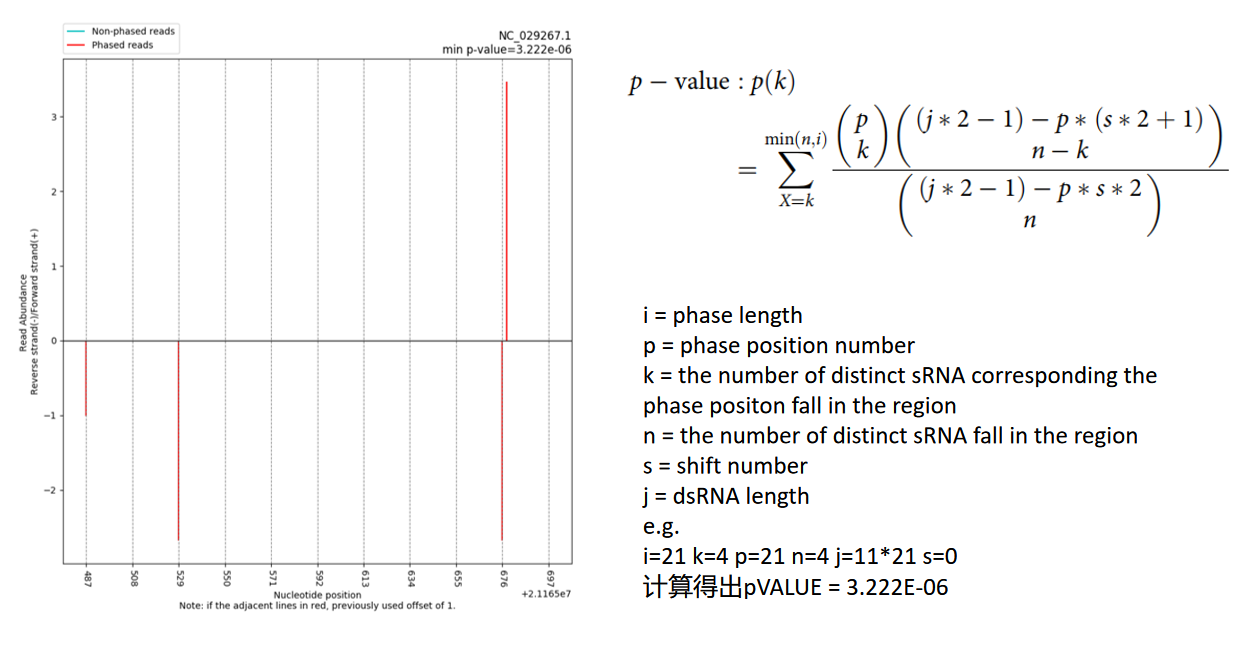 Non-phased reads
Phased reads
NC_029267.1
min p-value=3.222e-06
Read Abundance
Reverse strand(-)/Forward strand(+)
3
2
1
0
−1
−2
487 508 529 550 571 592 613 634 655 676 697
Nucleotide position
+2.1165e7
Note: if the adjacent lines in red, previously used offset of 1.
p − value : p(k)
= \sum_{X=k}^{min(n,i)} \frac{\binom{p}{k}\binom{(j * 2 − 1) − p * (s * 2 + 1)}{n − k}}{\binom{(j * 2 − 1) − p * s * 2}{n}}
i = phase length
p = phase position number
k = the number of distinct sRNA corresponding the
phase positon fall in the region
n = the number of distinct sRNA fall in the region
s = shift number
j = dsRNA length
e.g.
i=21 k=4 p=21 n=4 j=11*21 s=0
计算得出pVALUE = 3.222E-06